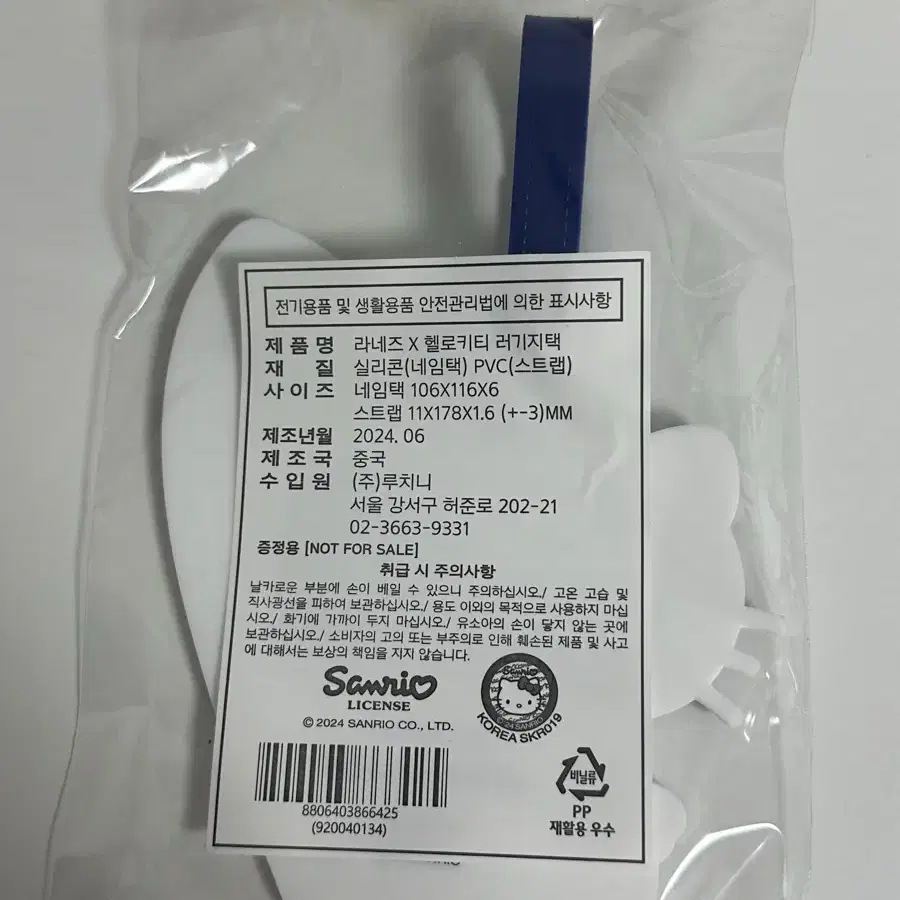 전기용품 및 생활용품 안전관리법에 의한 표시사항
제 품 명 라네즈 X 헬로키티 러기지택
재 질 실리콘(네임택) PVC(스트랩)
사 이 즈 네임택 106X116X6
스트랩 11X178X1.6 (+-3)MM
제조년월 2024. 06
제 조 국 중국
수 입 원 (주)루치니
서울 강서구 허준로 202-21
02-3663-9331
증정용 [NOT FOR SALE]
취급 시 주의사항
날카로운 부분에 손이 베일 수 있으니 주의하십시오./ 고온 고습 및
직사광선을 피하여 보관하십시오./ 용도 이외의 목적으로 사용하지 마십
시오./ 화기에 가까이 두지 마십시오./ 유소아의 손이 닿지 않는 곳에
보관하십시오./ 소비자의 고의 또는 부주의로 인해 훼손된 제품 및 사고
에 대해서는 보상의 책임을 지지 않습니다.
Sanrio
LICENSE
© 2024 SANRIO CO., LTD.
Sanrio
© '24 SANRIO
KOREA SKR019
8806403866425
(920040134)
비닐류
PP
재활용 우수